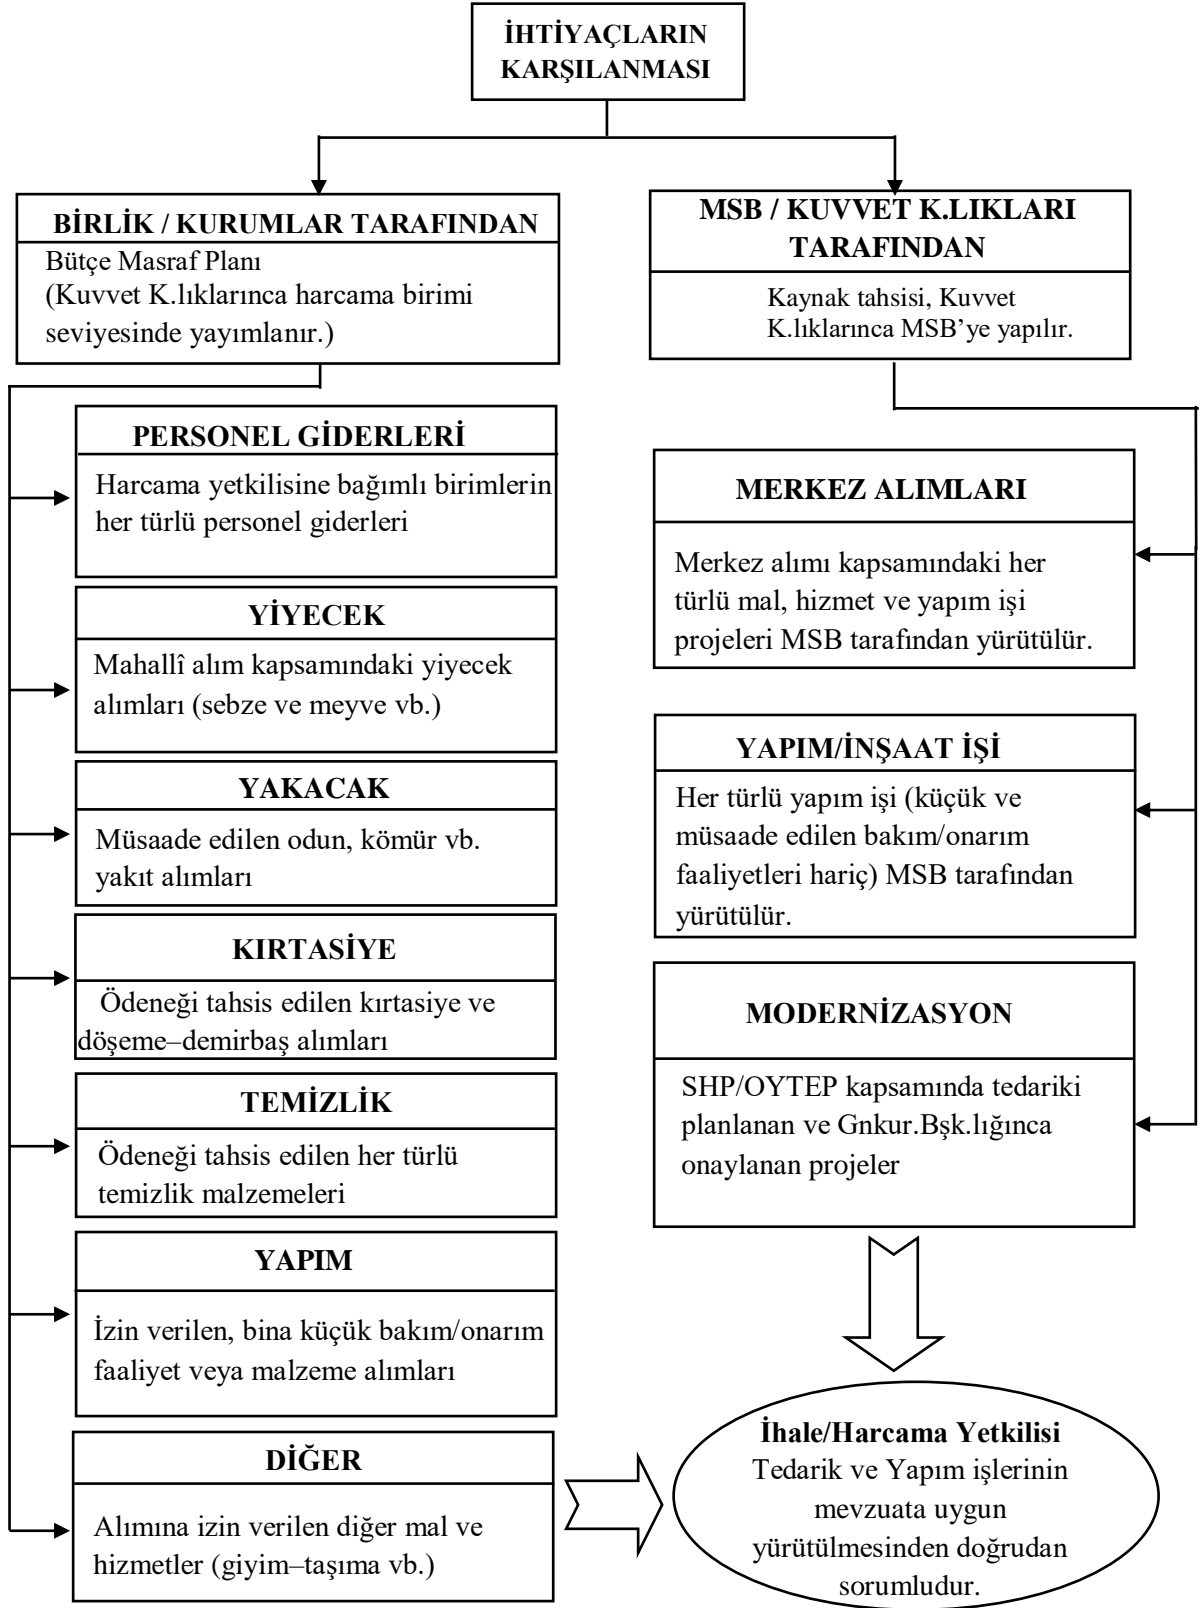 İHTİYAÇLARIN
KARŞILANMASI
BİRLİK / KURUMLAR TARAFINDAN
Bütçe Masraf Planı
(Kuvvet K.lıklarınca harcama birimi
seviyesinde yayımlanır.)
PERSONEL GİDERLERİ
Harcama yetkilisine bağımlı birimlerin
her türlü personel giderleri
YİYECEK
Mahallî alım kapsamındaki yiyecek
alımları (sebze ve meyve vb.)
YAKACAK
Müsaade edilen odun, kömür vb.
yakıt alımları
KIRTASİYE
Ödeneği tahsis edilen kırtasiye ve
döşeme–demirbaş alımları
TEMİZLİK
Ödeneği tahsis edilen her türlü
temizlik malzemeleri
YAPIM
İzin verilen, bina küçük bakım/onarım
faaliyet veya malzeme alımları
DİĞER
Alımına izin verilen diğer mal ve
hizmetler (giyim–taşıma vb.)
MSB / KUVVET K.LIKLARI
TARAFINDAN
Kaynak tahsisi, Kuvvet
K.lıklarınca MSB’ye yapılır.
MERKEZ ALIMLARI
Merkez alımı kapsamındaki her
türlü mal, hizmet ve yapım işi
projeleri MSB tarafından yürütülür.
YAPIM/İNŞAAT İŞİ
Her türlü yapım işi (küçük ve
müsaade edilen bakım/onarım
faaliyetleri hariç) MSB tarafından
yürütülür.
MODERNİZASYON
SHP/OYTEP kapsamında tedariki
planlanan ve Gnkur.Bşk.lığınca
onaylanan projeler
İhale/Harcama Yetkilisi
Tedarik ve Yapım işlerinin
mevzuata uygun
yürütülmesinden doğrudan
sorumludur.